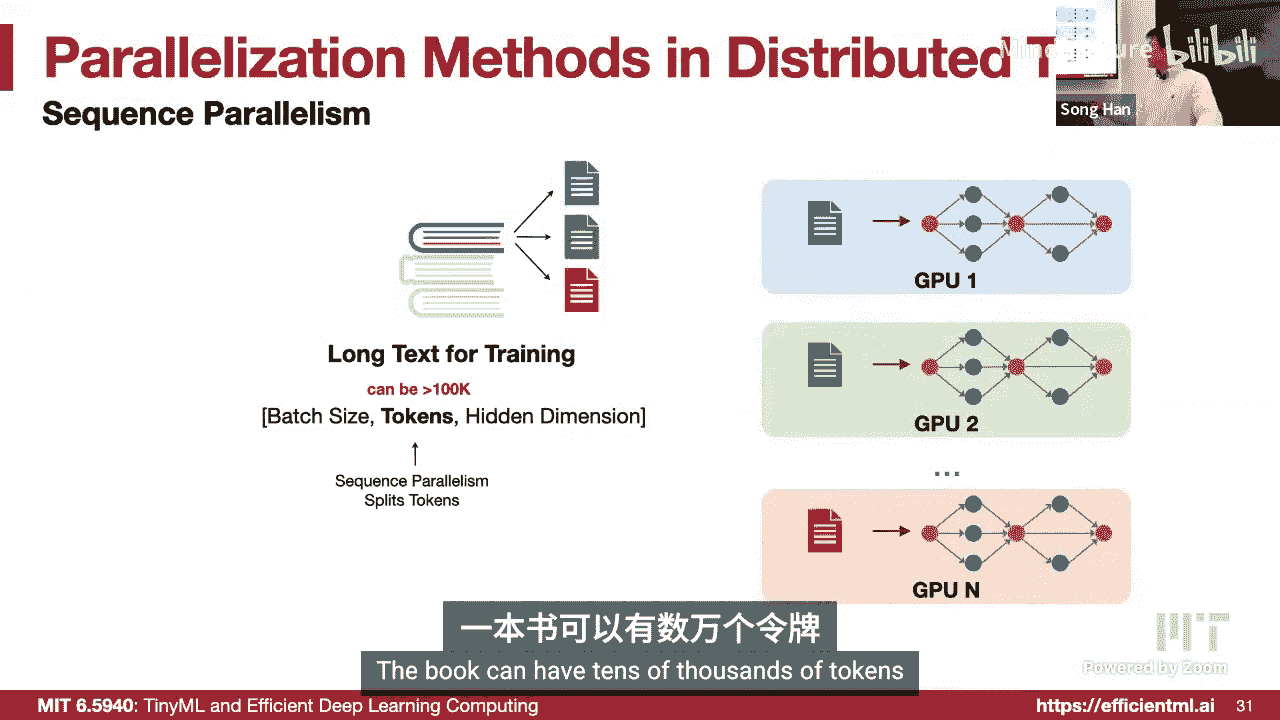 Parallelization Methods in Distributed T
Sequence Parallelism
bilibili
Song Han
Long Text for Training
can be >100K
[Batch Size, Tokens, Hidden Dimension]
Sequence Parallelism
Splits Tokens
GPU 1
GPU 2
...
GPU N
一本书可以有数万个令牌
The book can have tens of thousands of tokens
MIT
Powered by Zoom
MIT 6.5940: TinyML and Efficient Deep Learning Computing
https://efficientml.ai
31